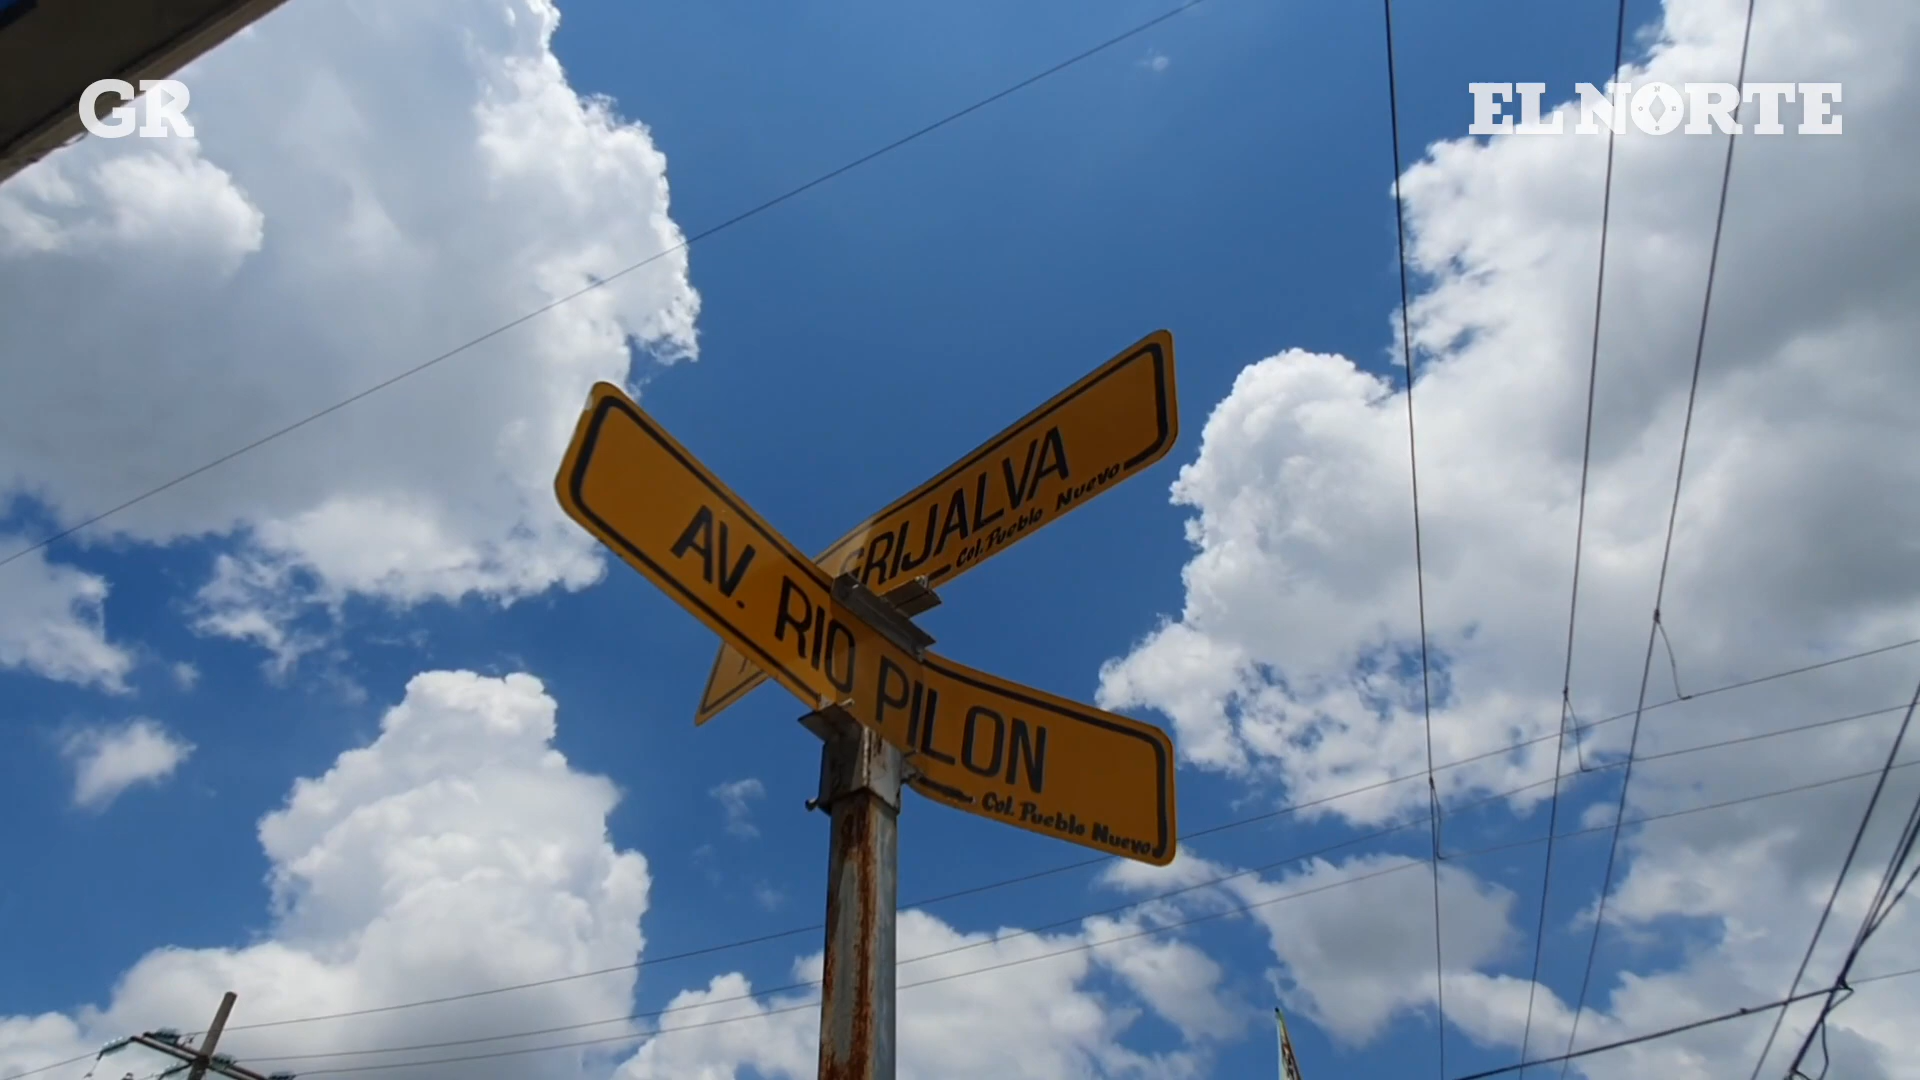 GR
EL NORTE
GRIJALVA
Col. Pueblo Nuevo
AV. RIO PILON
Col. Pueblo Nuevo